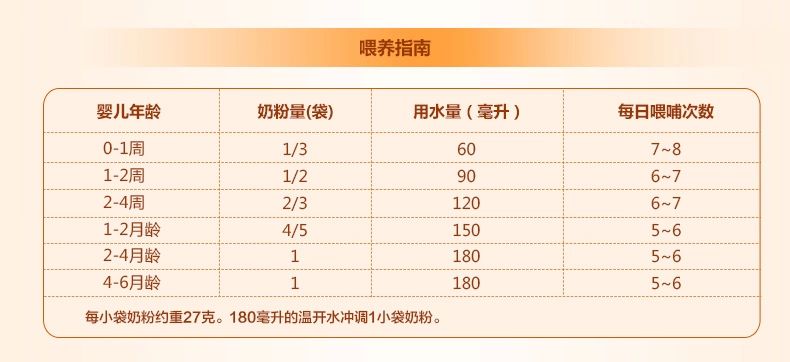 喂养指南
婴儿年龄 奶粉量(袋) 用水量（毫升） 每日喂哺次数
0-1周 1/3 60 7~8
1-2周 1/2 90 6~7
2-4周 2/3 120 6~7
1-2月龄 4/5 150 5~6
2-4月龄 1 180 5~6
4-6月龄 1 180 5~6
每小袋奶粉约重27克。180毫升的温开水冲调1小袋奶粉。